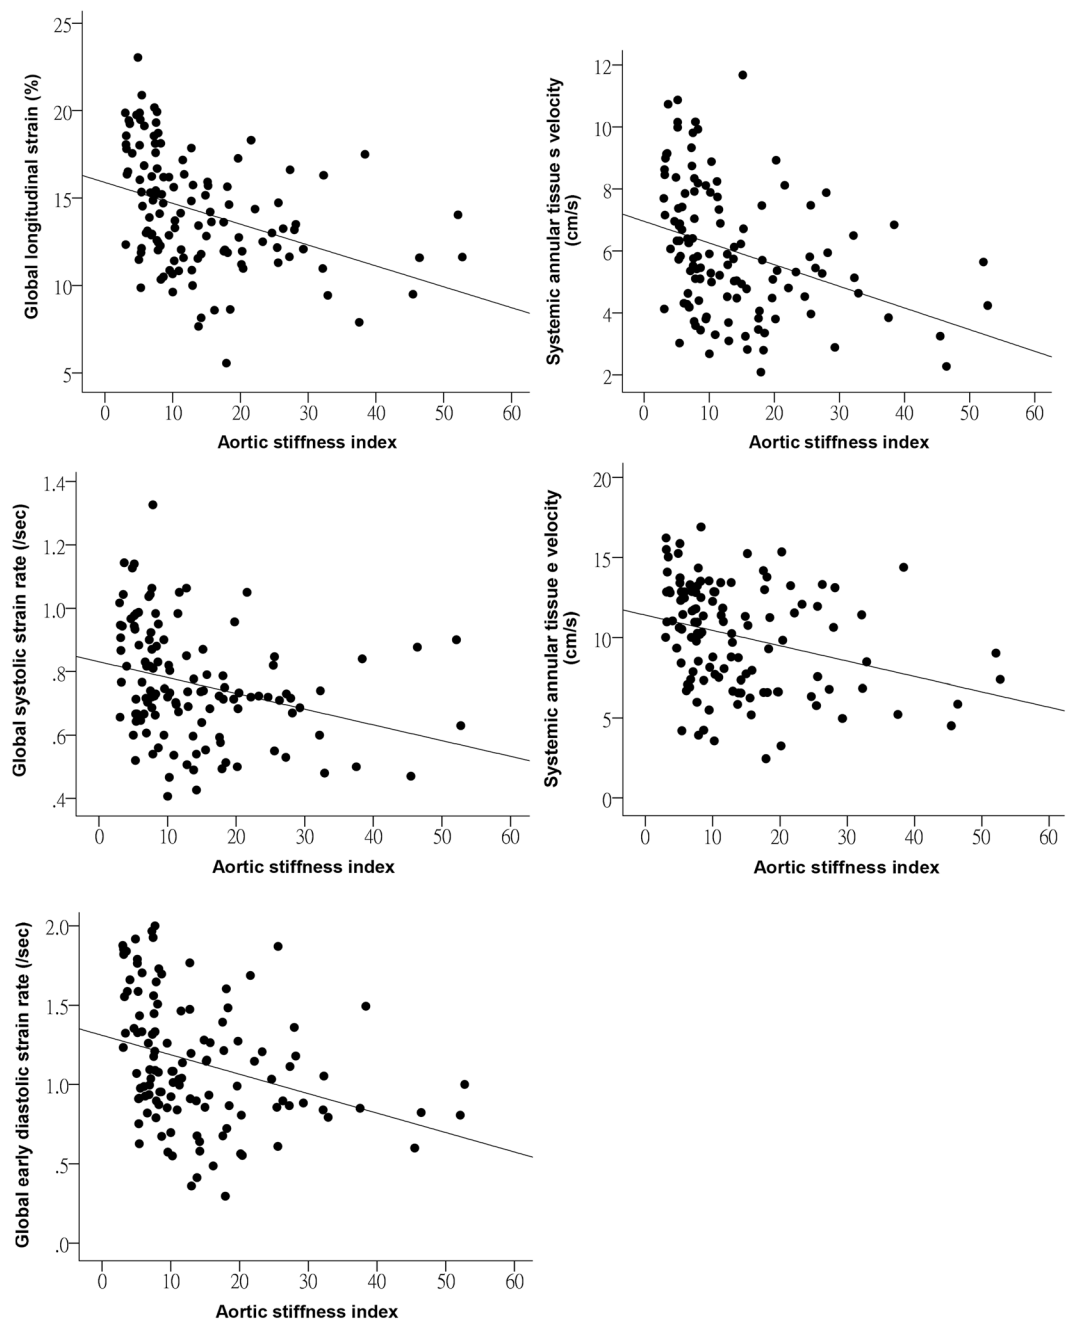 25
20
15
10
5
Global longitudinal strain (%)
0 10 20 30 40 50 60
Aortic stiffness index
12
10
8
6
4
2
Systemic annular tissue s velocity
(cm/s)
0 10 20 30 40 50 60
Aortic stiffness index
1.4
1.2
1.0
.8
.6
.4
Global systolic strain rate (/sec)
0 10 20 30 40 50 60
Aortic stiffness index
20
15
10
5
0
Systemic annular tissue e velocity
(cm/s)
0 10 20 30 40 50 60
Aortic stiffness index
2.0
1.5
1.0
.5
.0
Global early diastolic strain rate (/sec)
0 10 20 30 40 50 60
Aortic stiffness index